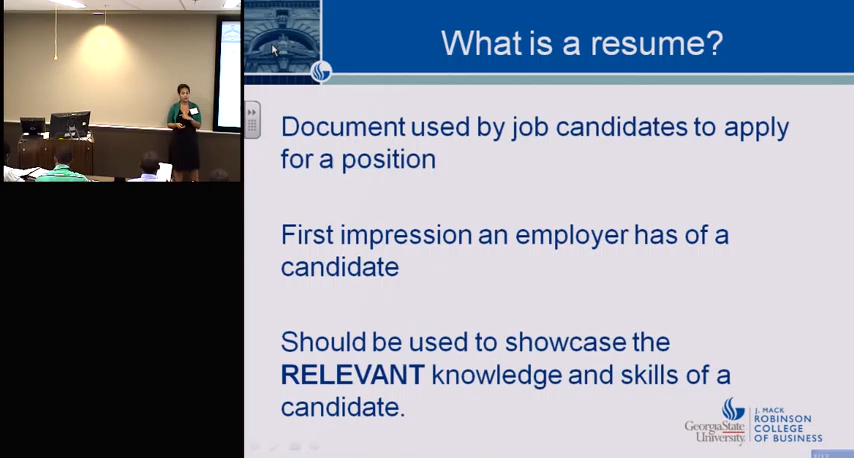 What is a resume?
Document used by job candidates to apply
for a position
First impression an employer has of a
candidate
Should be used to showcase the
RELEVANT knowledge and skills of a
candidate.
GeorgiaState
University
J. MACK
ROBINSON
COLLEGE
OF BUSINESS